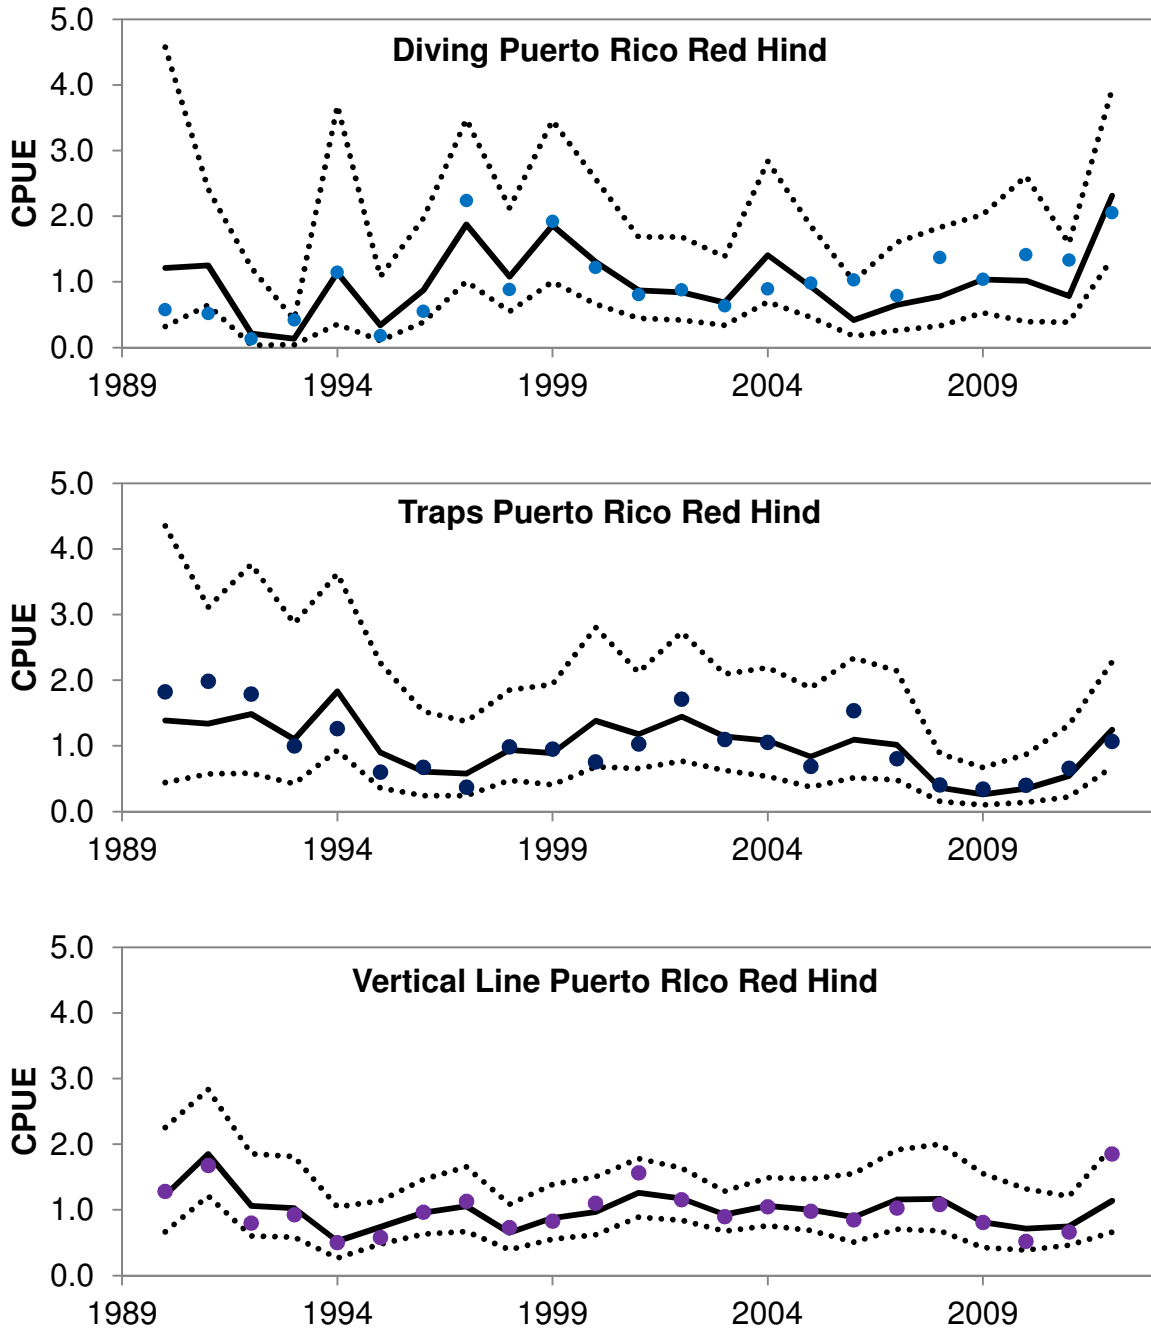 5.0
Diving Puerto Rico Red Hind
4.0
3.0
CPUE
2.0
1.0
0.0
1989 1994 1999 2004 2009
5.0
Traps Puerto Rico Red Hind
4.0
3.0
CPUE
2.0
1.0
0.0
1989 1994 1999 2004 2009
5.0
Vertical Line Puerto RIco Red Hind
4.0
3.0
CPUE
2.0
1.0
0.0
1989 1994 1999 2004 2009